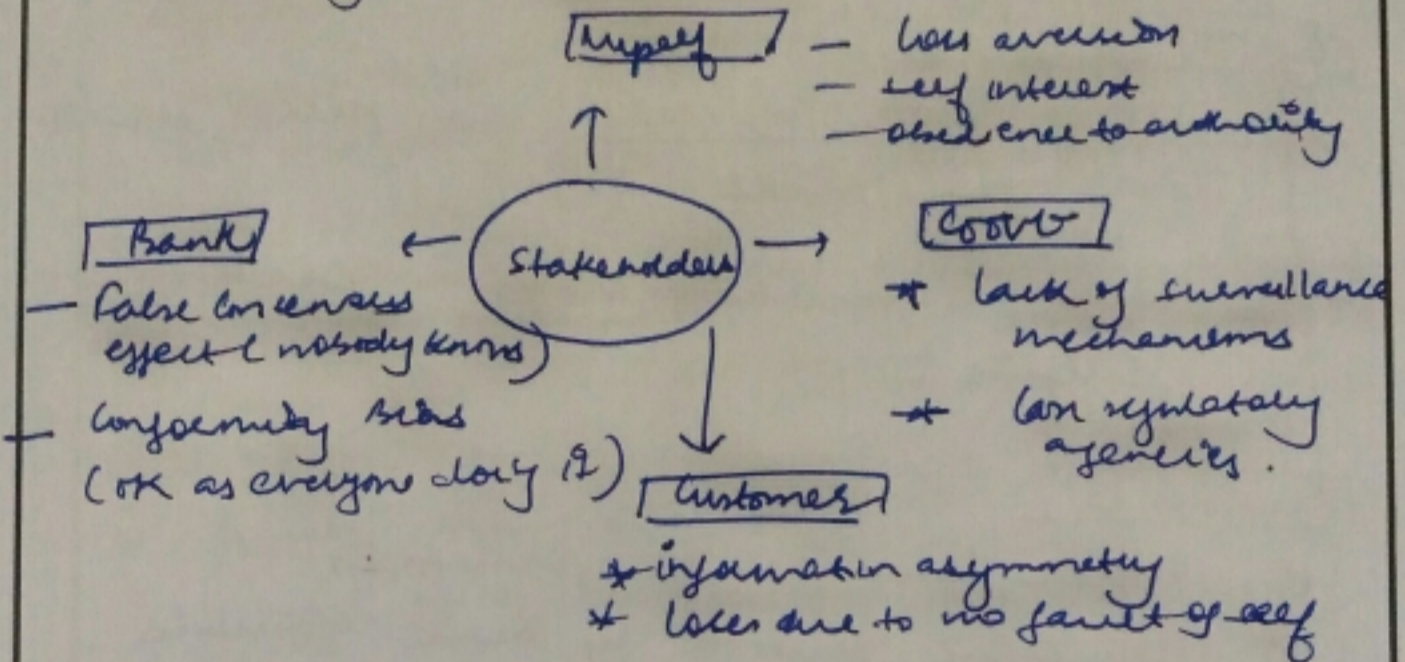 Myself
- loss aversion
- self interest
- obedience to authority
Stakeholders
Bank
- False consensus
effect (nobody knows)
- Conformity Bias
(OK as everyone doing it)
Govt
* lack of surveillance
mechanisms
* lax regulatory
agencies.
Customer
* information asymmetry
* loses due to no fault of self